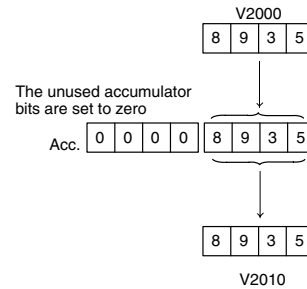 V2000
8 9 3 5
The unused accumulator
bits are set to zero
Acc. 0 0 0 0 8 9 3 5
8 9 3 5
V2010